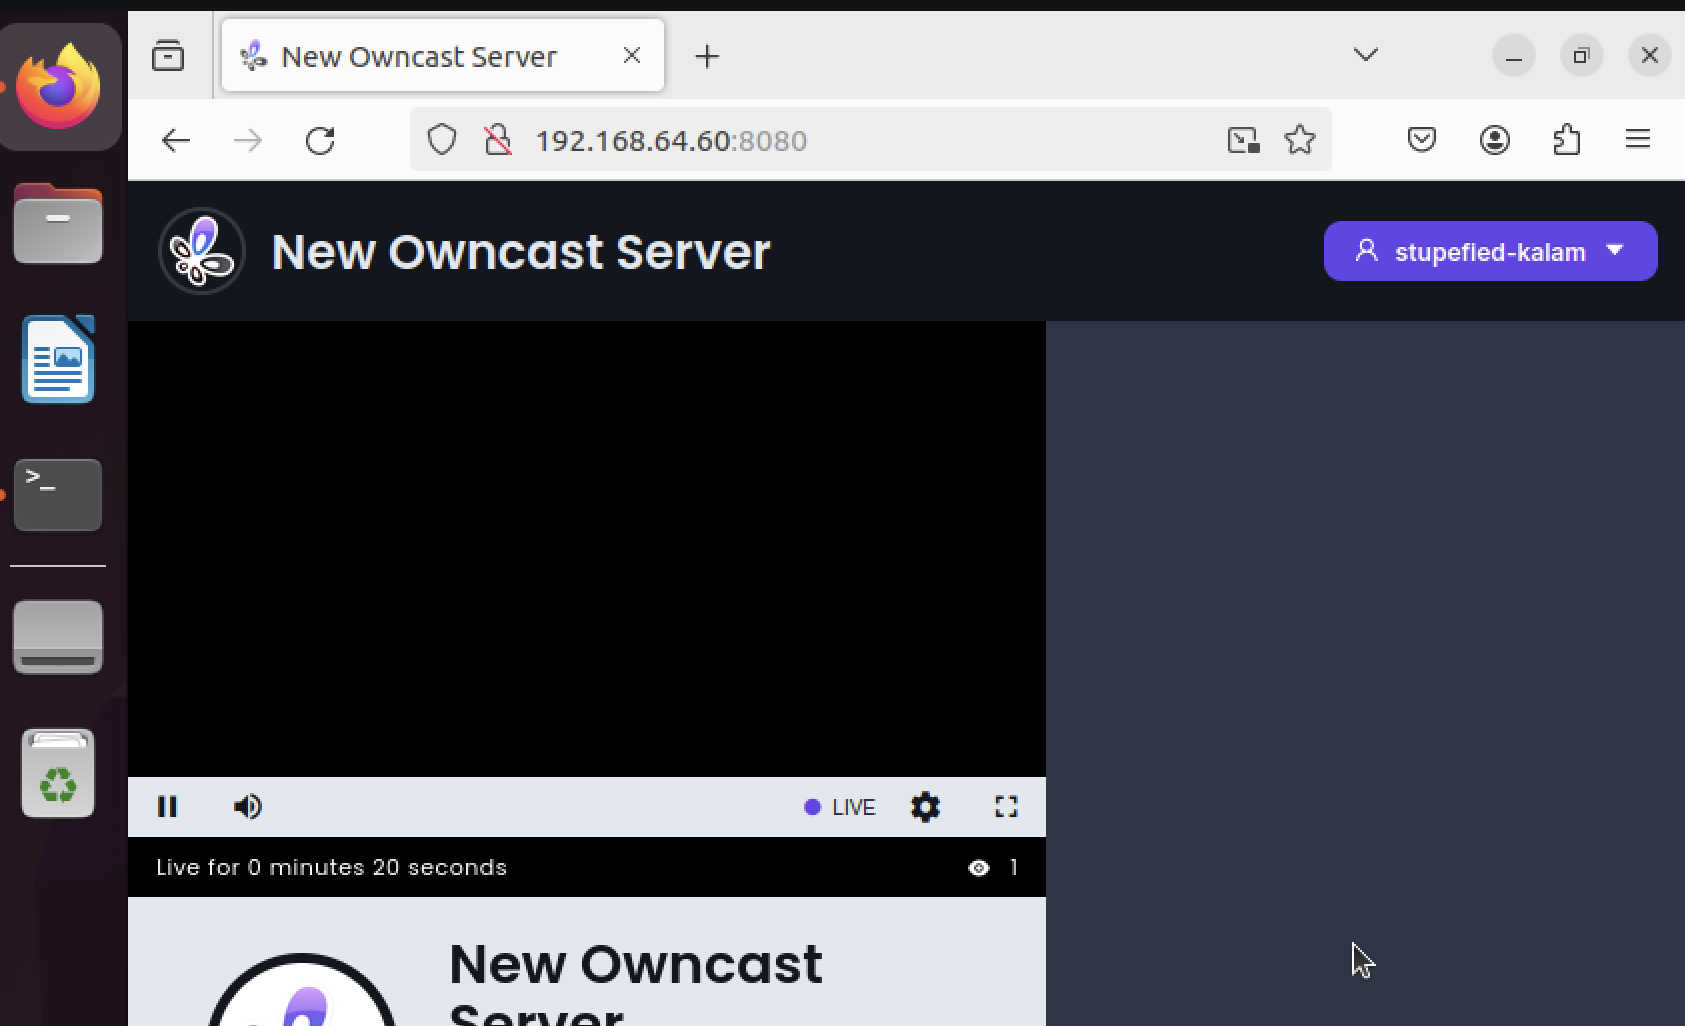 New Owncast Server
192.168.64.60:8080
New Owncast Server
stupefied-kalam
>_
LIVE
Live for 0 minutes 20 seconds
1
New Owncast
Server